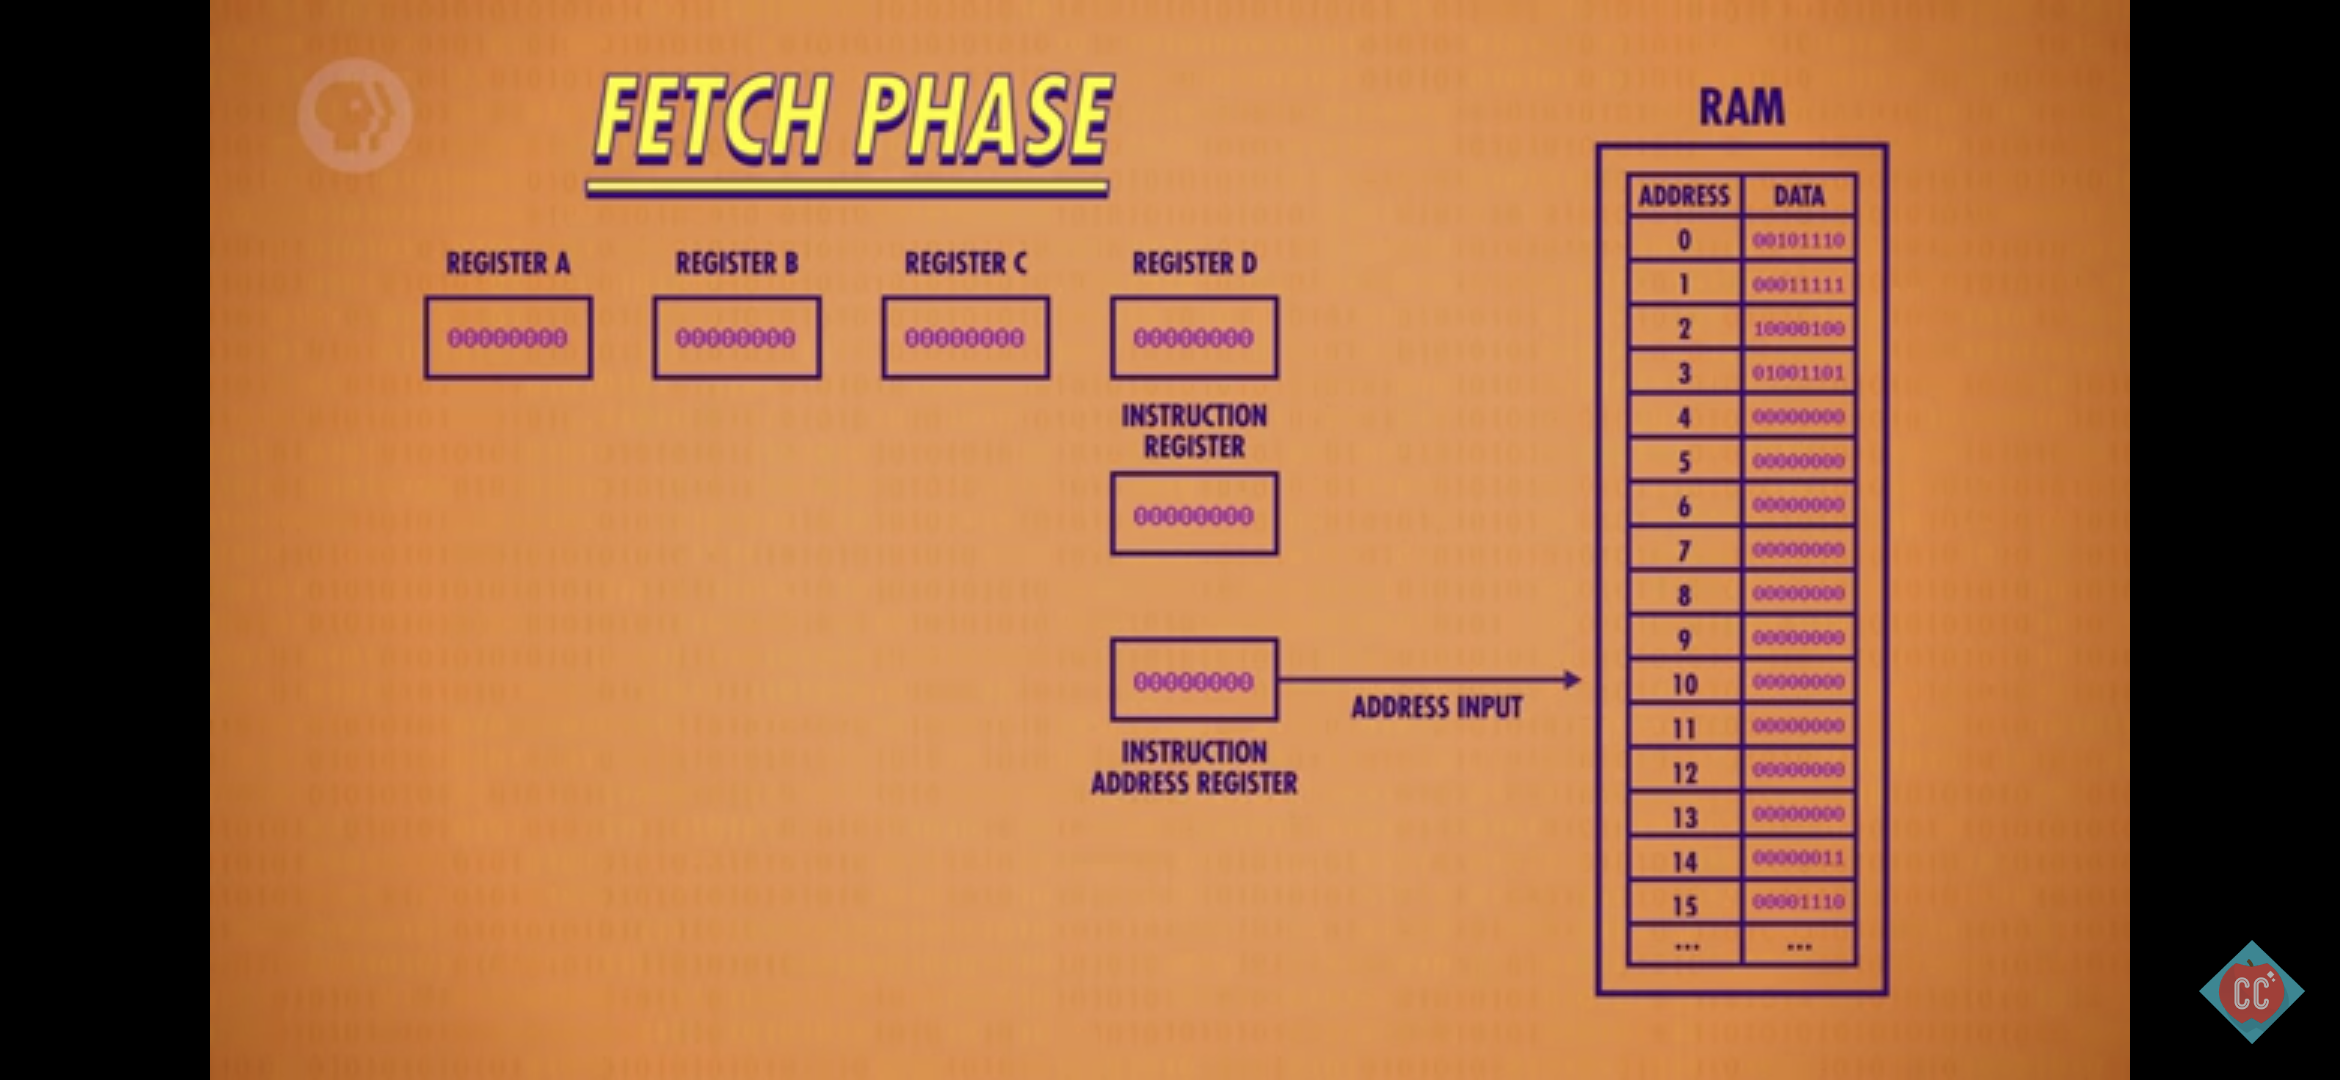 FETCH PHASE
RAM
ADDRESS DATA
0 00101110
1 00011111
2 10000100
3 01001101
4 00000000
5 00000000
6 00000000
7 00000000
8 00000000
9 00000000
10 00000000
11 00000000
12 00000000
13 00000000
14 00000011
15 00001110
... ...
REGISTER A
00000000
REGISTER B
00000000
REGISTER C
00000000
REGISTER D
00000000
INSTRUCTION
REGISTER
00000000
00000000
ADDRESS INPUT
INSTRUCTION
ADDRESS REGISTER
CC